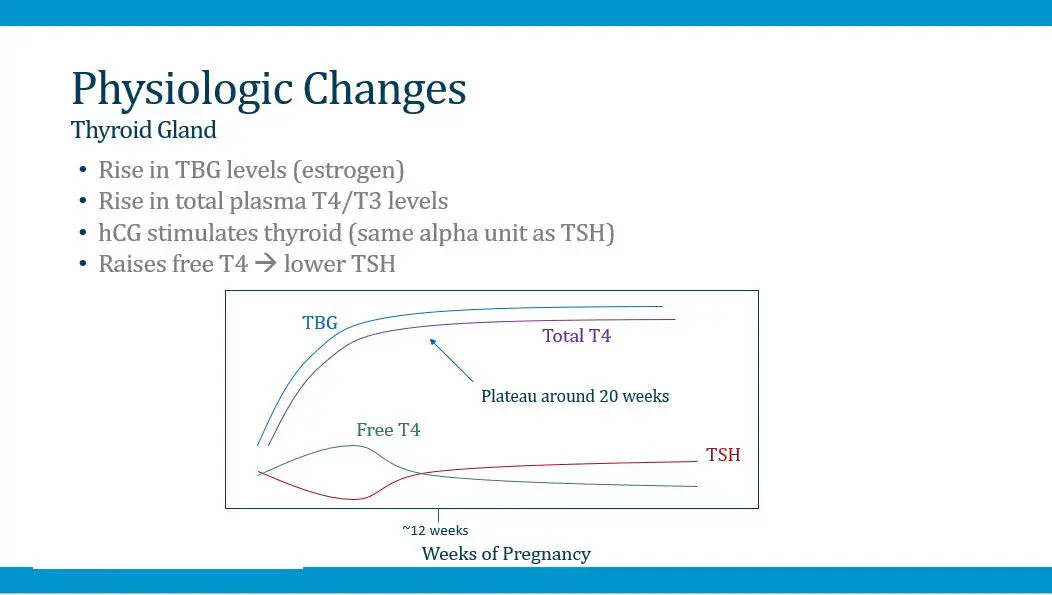 Physiologic Changes
Thyroid Gland
• Rise in TBG levels (estrogen)
• Rise in total plasma T4/T3 levels
• hCG stimulates thyroid (same alpha unit as TSH)
• Raises free T4 → lower TSH
TBG
Total T4
Plateau around 20 weeks
Free T4
TSH
~12 weeks
Weeks of Pregnancy